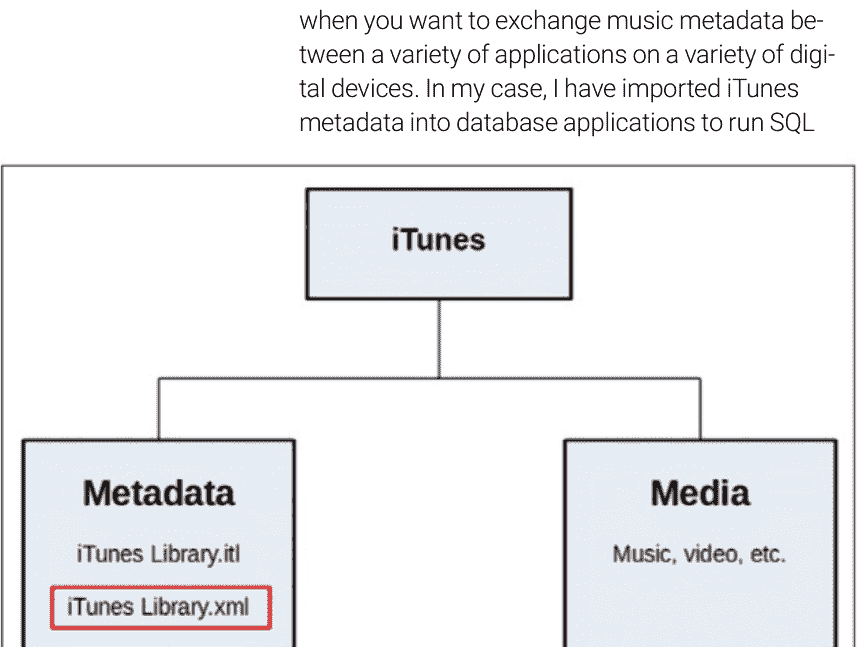 when you want to exchange music metadata be-
tween a variety of applications on a variety of digi-
tal devices. In my case, I have imported iTunes
metadata into database applications to run SQL
iTunes
Metadata
iTunes Library.itl
iTunes Library.xml
Media
Music, video, etc.